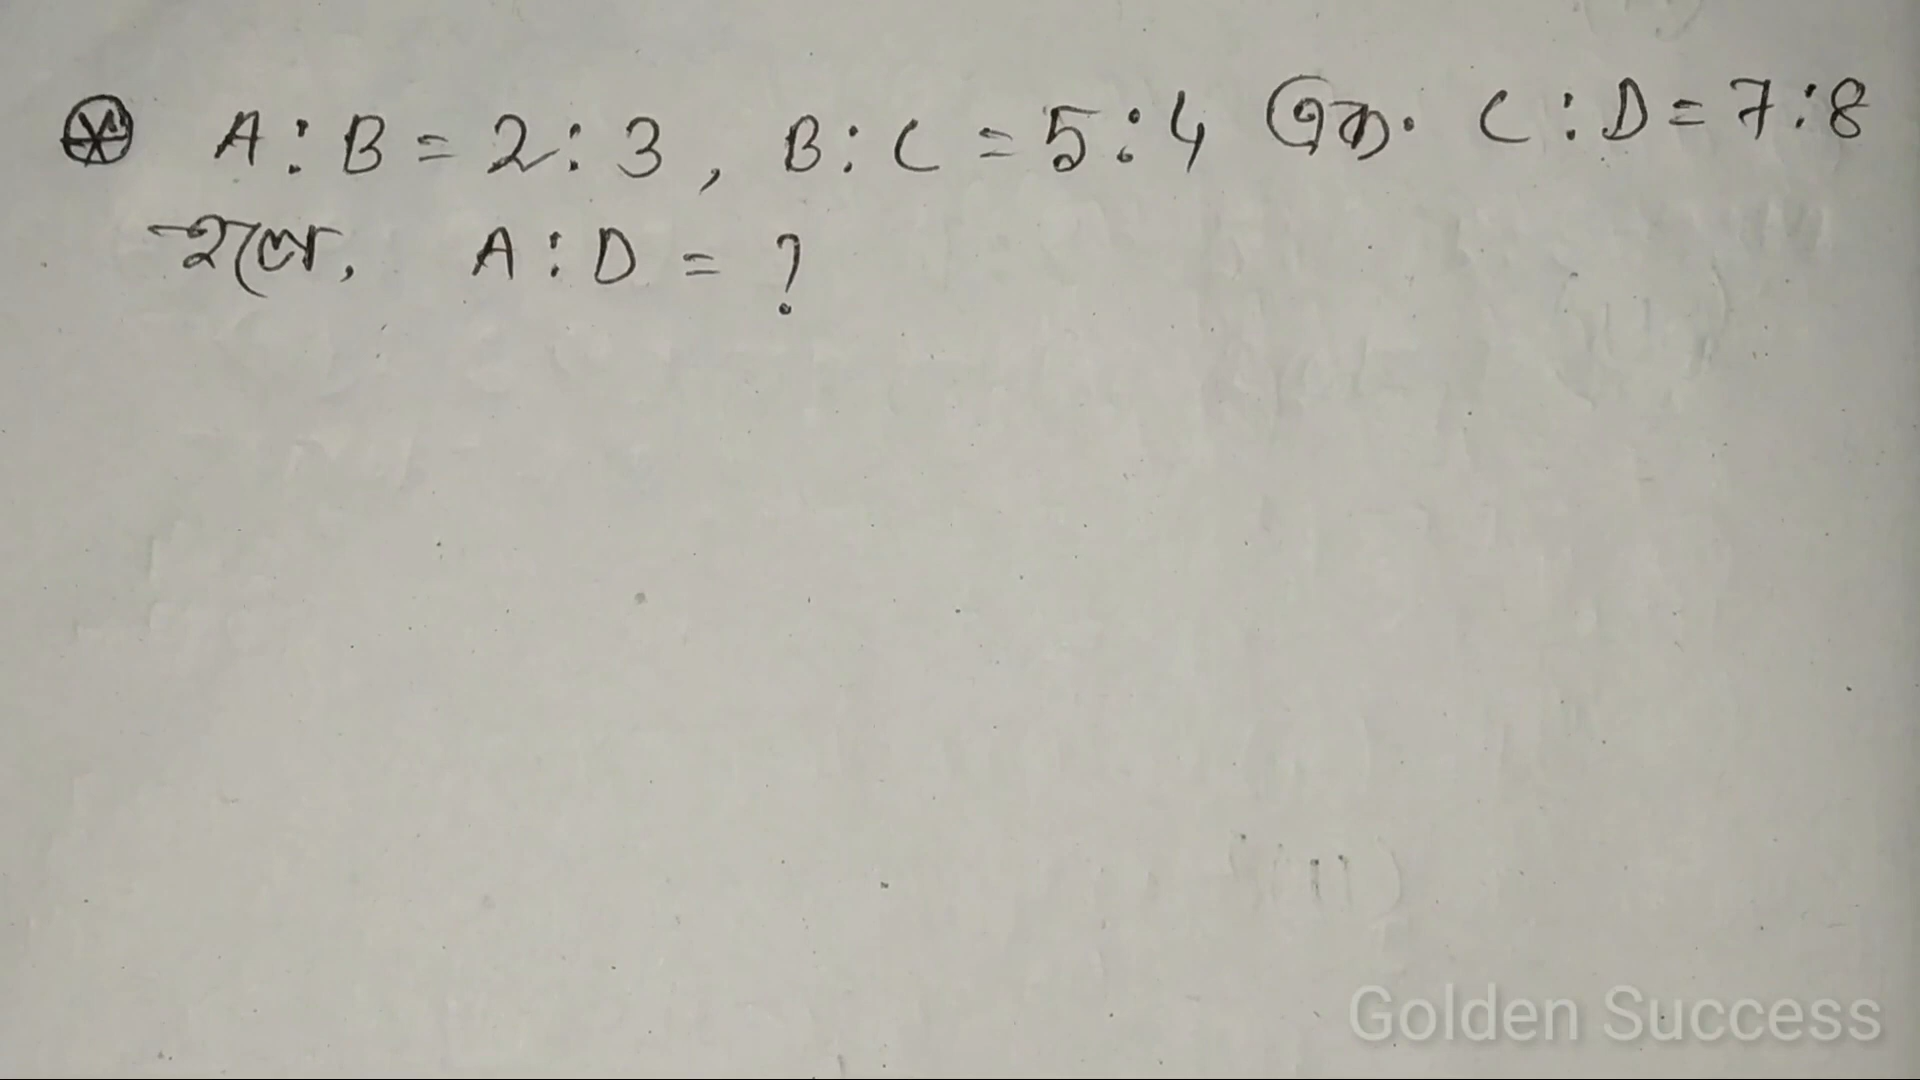 A : B = 2 : 3 , B : C = 5 : 4 এবং C : D = 7 : 8
হলে, A : D = ?
Golden Success